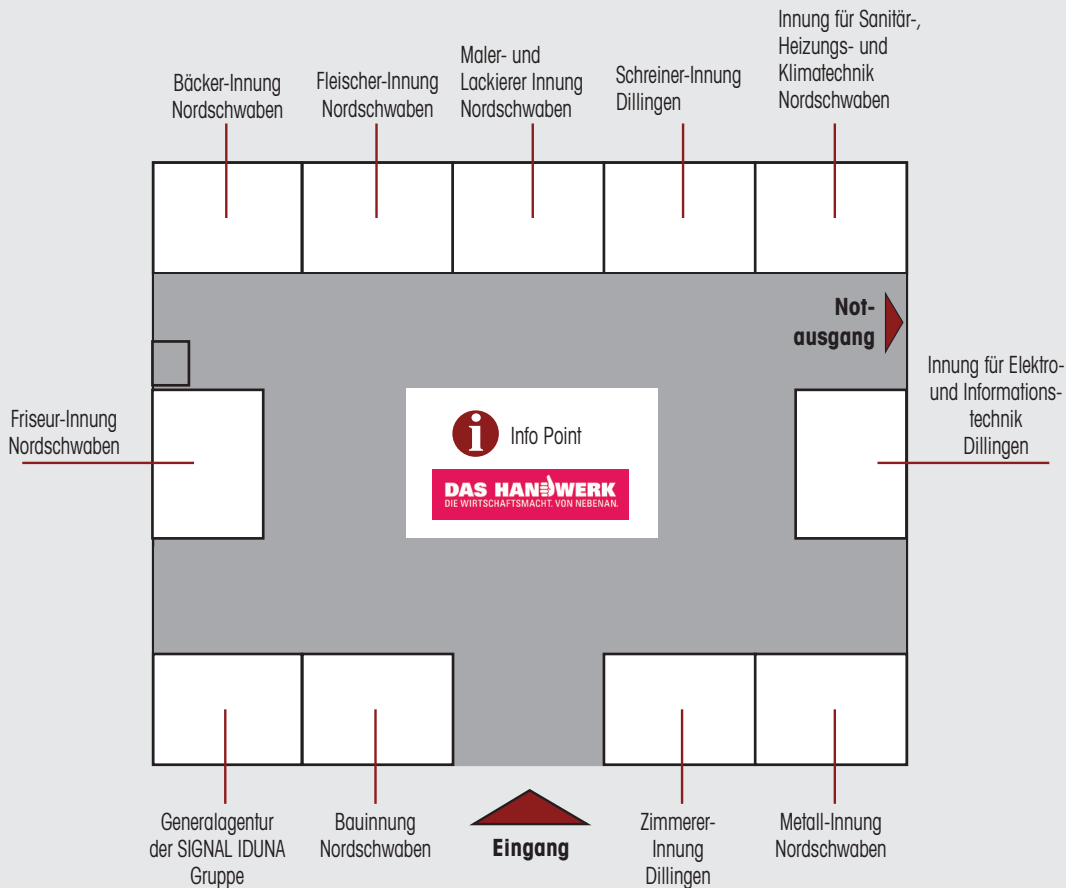 Bäcker-Innung
Nordschwaben
Fleischer-Innung
Nordschwaben
Maler- und
Lackierer Innung
Nordschwaben
Schreiner-Innung
Dillingen
Innung für Sanitär-,
Heizungs- und
Klimatechnik
Nordschwaben
Not-
ausgang
Friseur-Innung
Nordschwaben
i Info Point
DAS HANDWERK
DIE WIRTSCHAFTSMACHT. VON NEBENAN.
Innung für Elektro-
und Informations-
technik
Dillingen
Generalagentur
der SIGNAL IDUNA
Gruppe
Bauinnung
Nordschwaben
Eingang
Zimmerer-
Innung
Dillingen
Metall-Innung
Nordschwaben